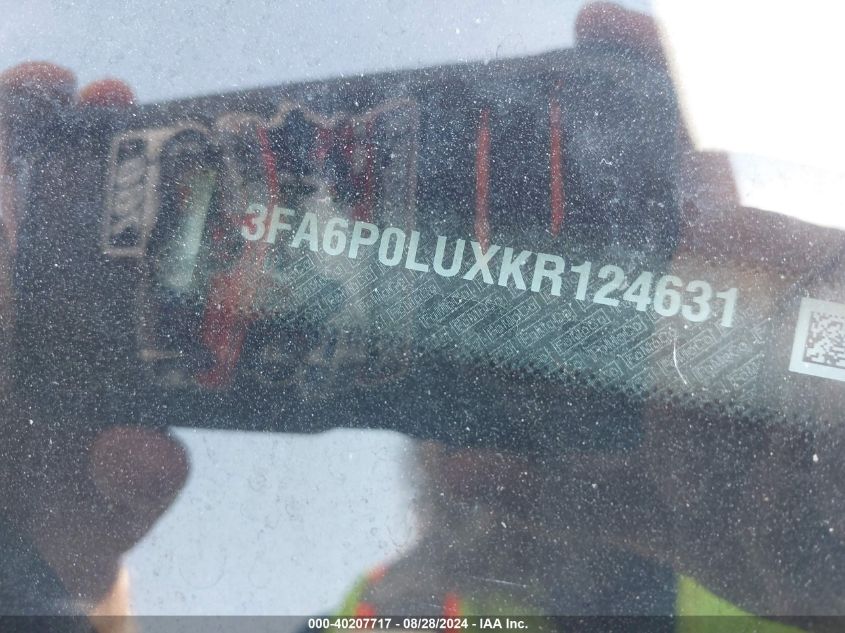 3FA6P0LUXKR124631
000-40207717 - 08/28/2024 - IAA Inc.